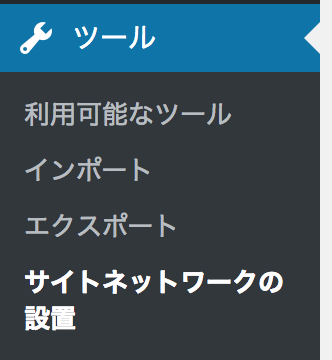 ツール
利用可能なツール
インポート
エクスポート
サイトネットワークの
設置